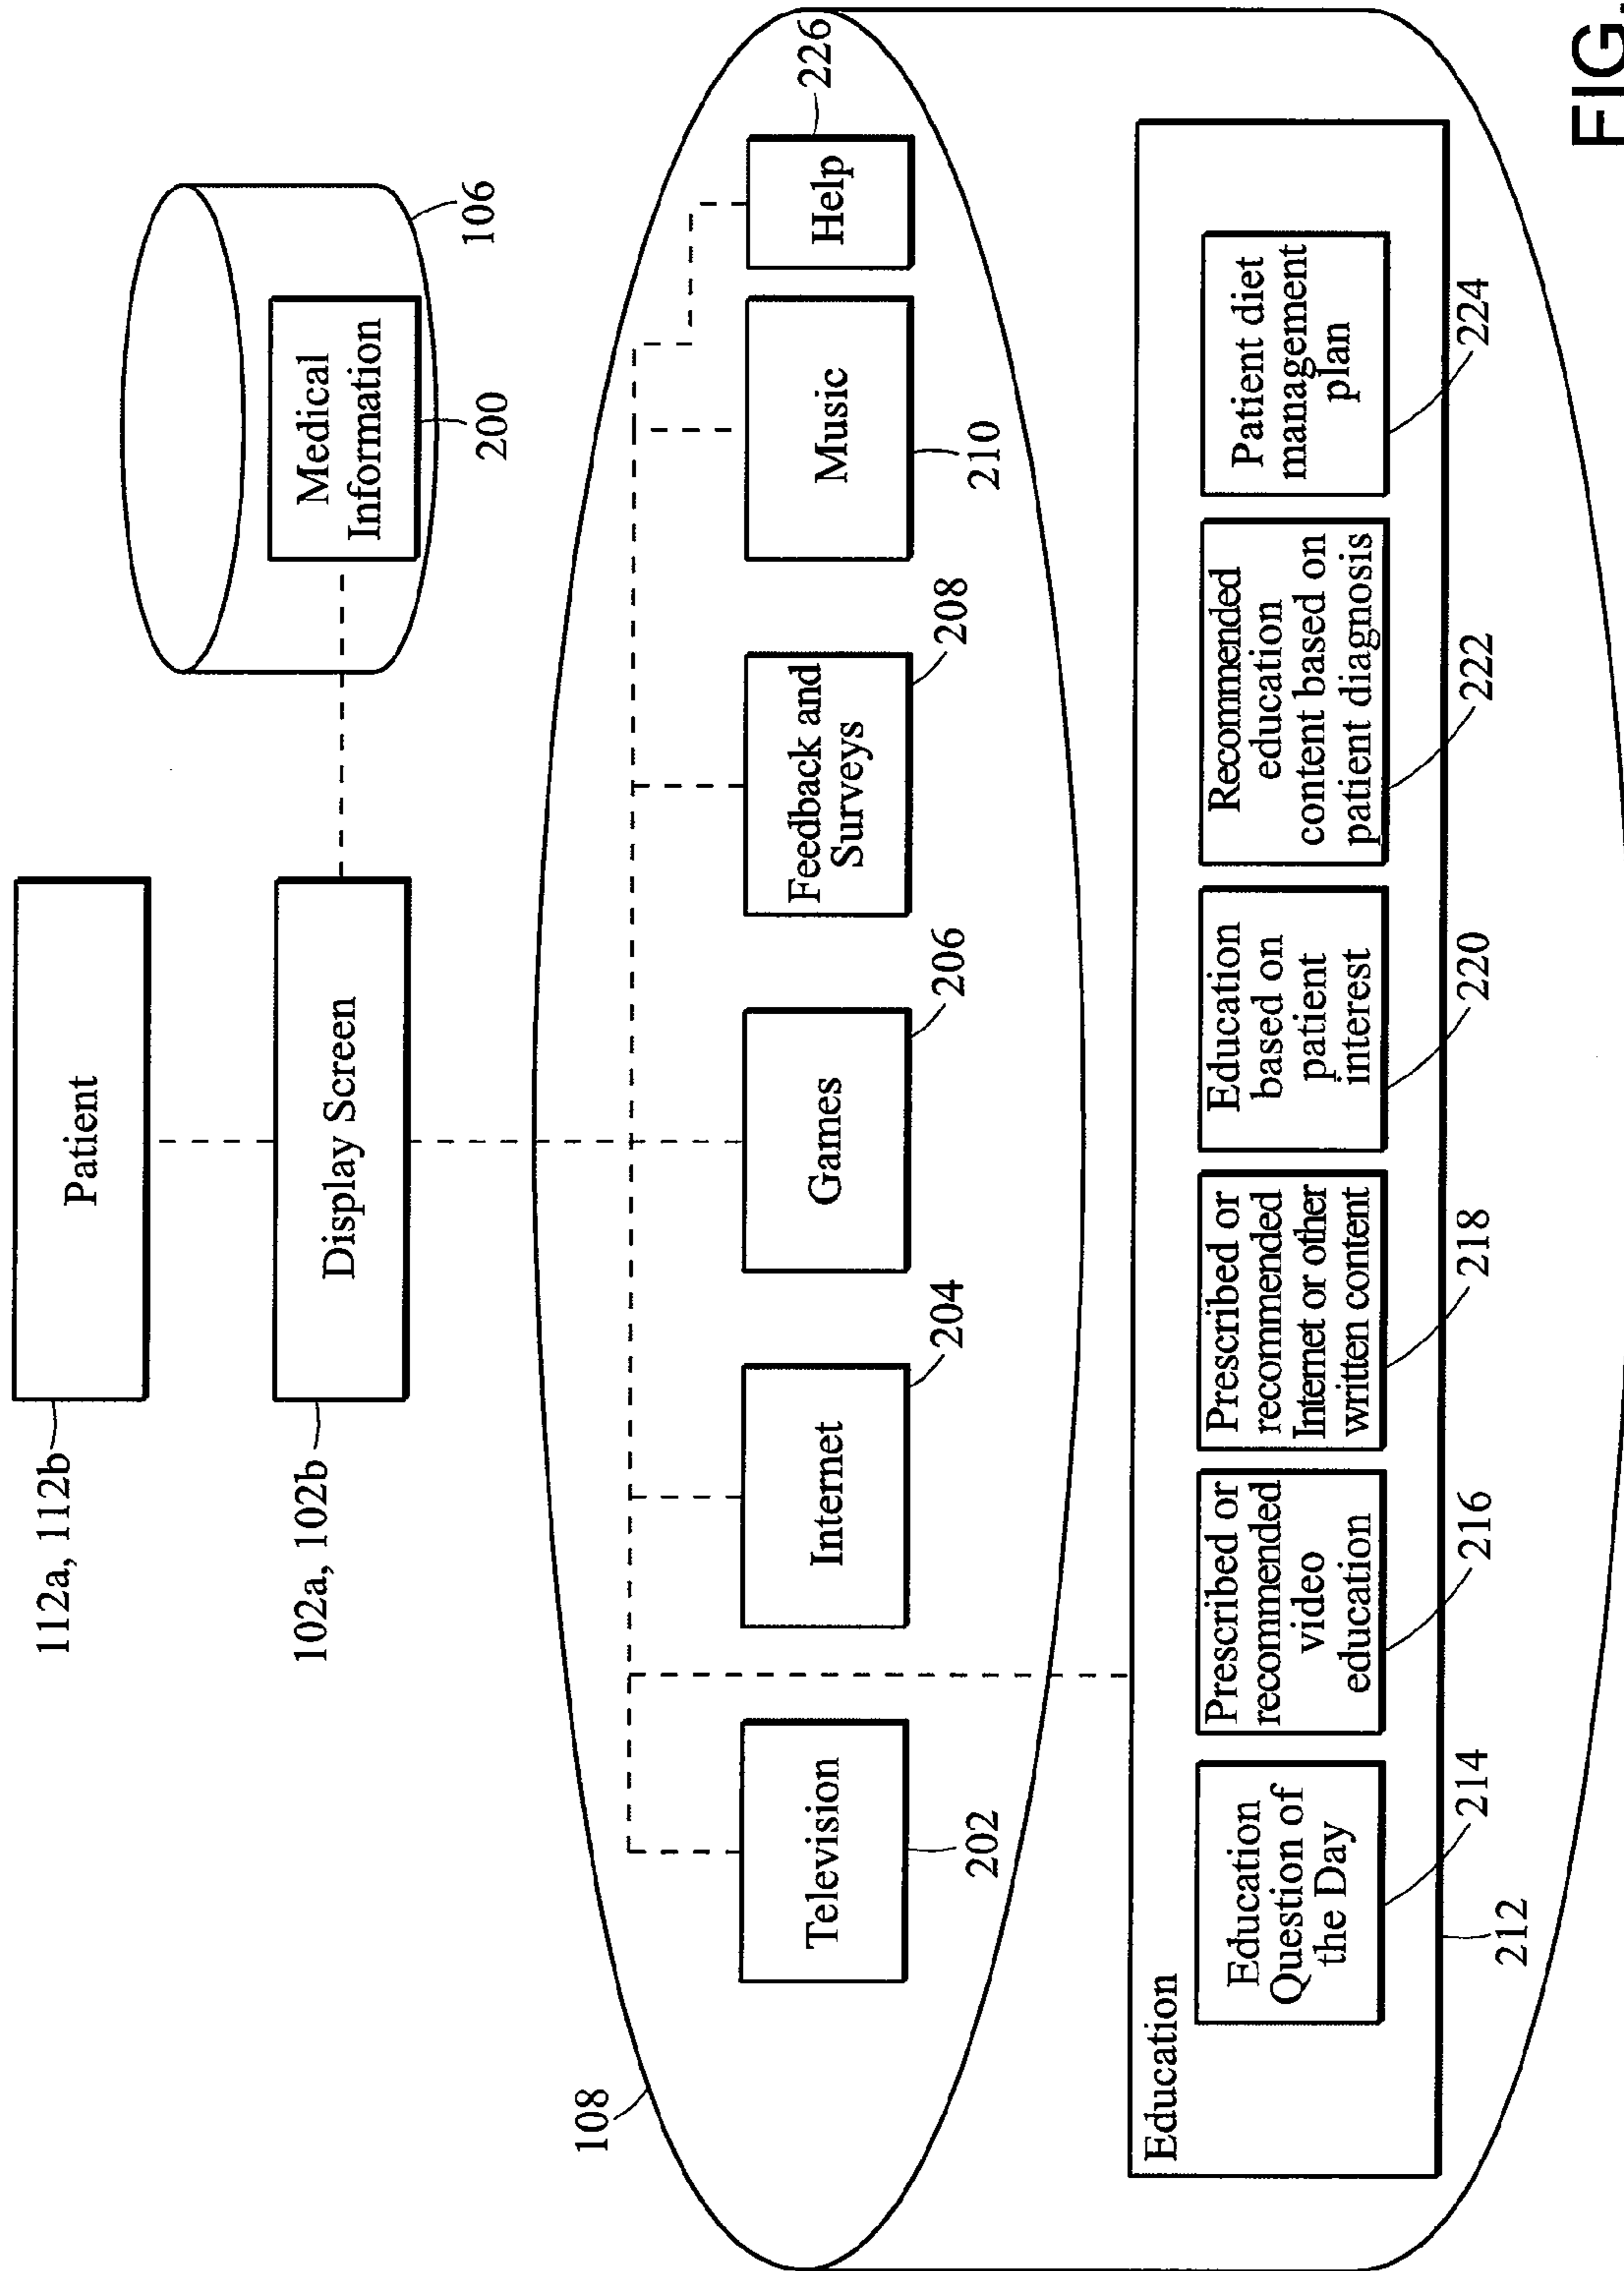 Patient
112a, 112b
Display Screen
102a, 102b
Medical
Information
200
106
108
Television
202
Internet
204
Games
206
Feedback and
Surveys
208
Music
210
Help
226
Education
Education
Question of
the Day
214
Prescribed or
recommended
video
education
216
Prescribed or
recommended
Internet or other
written content
218
Education
based on
patient
interest
220
Recommended
education
content based on
patient diagnosis
222
Patient diet
management
plan
224
212
FIG.